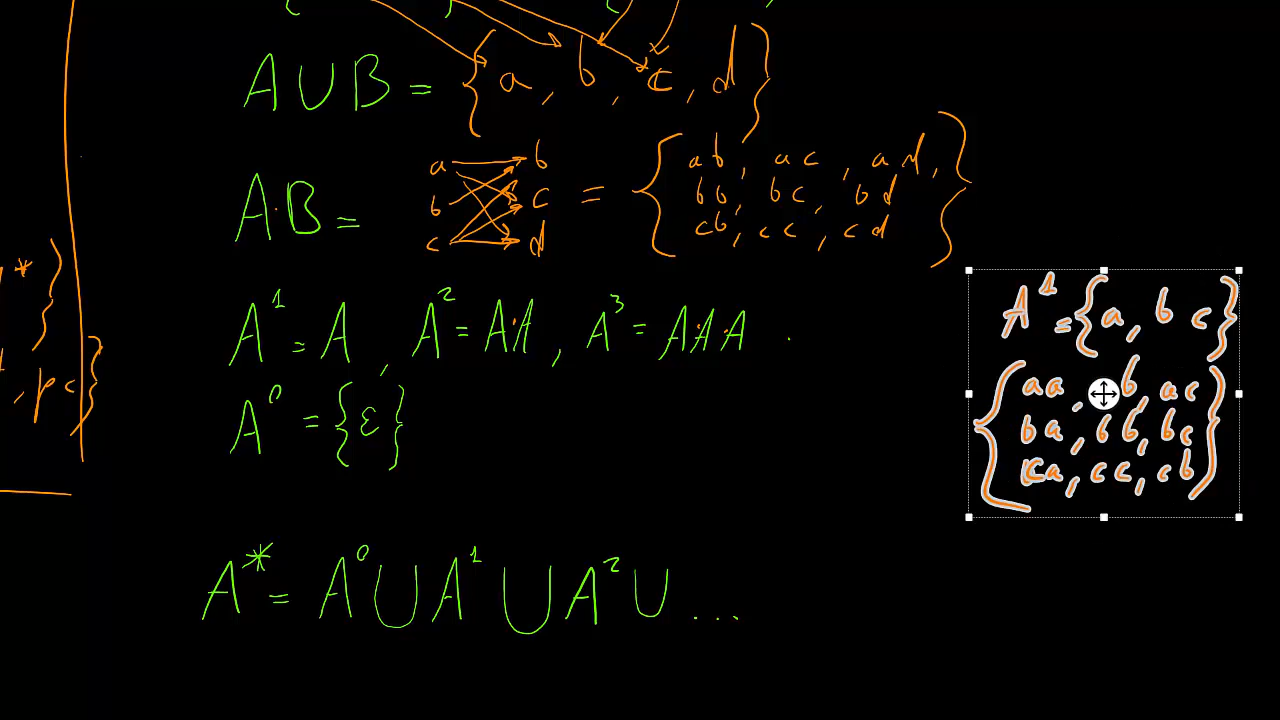 A ∪ B = { a, b, c, d }
A·B =
a b
b c
c d
= { ab, ac, ad,
bb, bc, bd
cb, cc, cd }
A¹ = A, A² = A·A, A³ = A·A·A .
A⁰ = {ε}
A* = A⁰ ∪ A¹ ∪ A² ∪ ...
A¹ = { a, b c }
{ aa, b, ac
ba, bb, bc
ca, cc, cb }
* }
, pc }